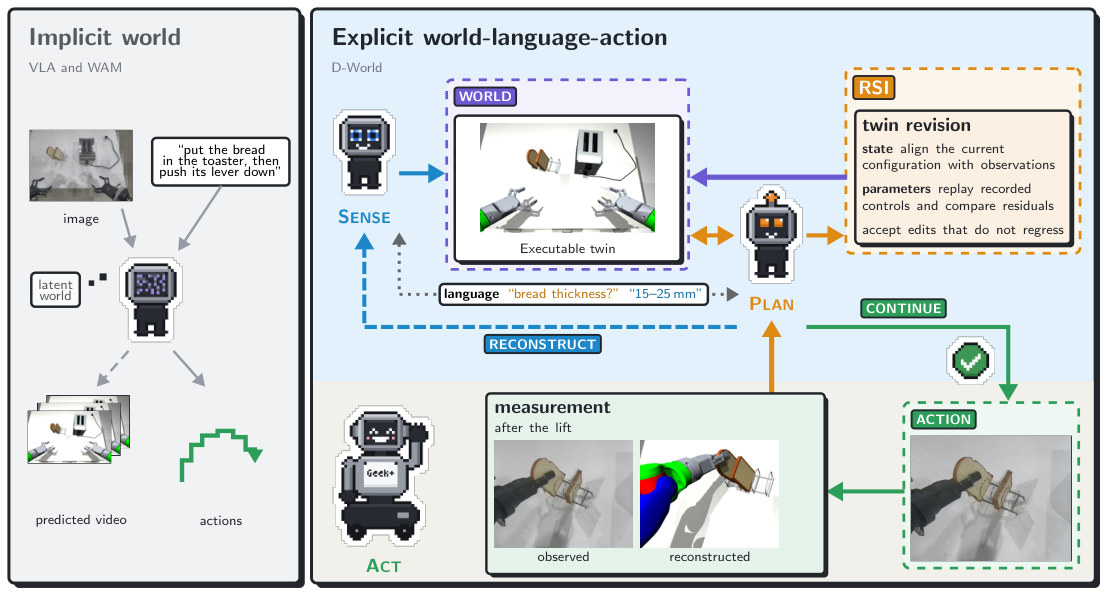 Implicit world
VLA and WAM
image
“put the bread
in the toaster, then
push its lever down”
latent
world
predicted video
actions
Explicit world-language-action
D-World
SENSE
WORLD
Executable twin
language “bread thickness?” “15–25 mm”
PLAN
RSI
twin revision
state align the current
configuration with observations
parameters replay recorded
controls and compare residuals
accept edits that do not regress
RECONSTRUCT
CONTINUE
Geek+
ACT
measurement
after the lift
observed
reconstructed
ACTION